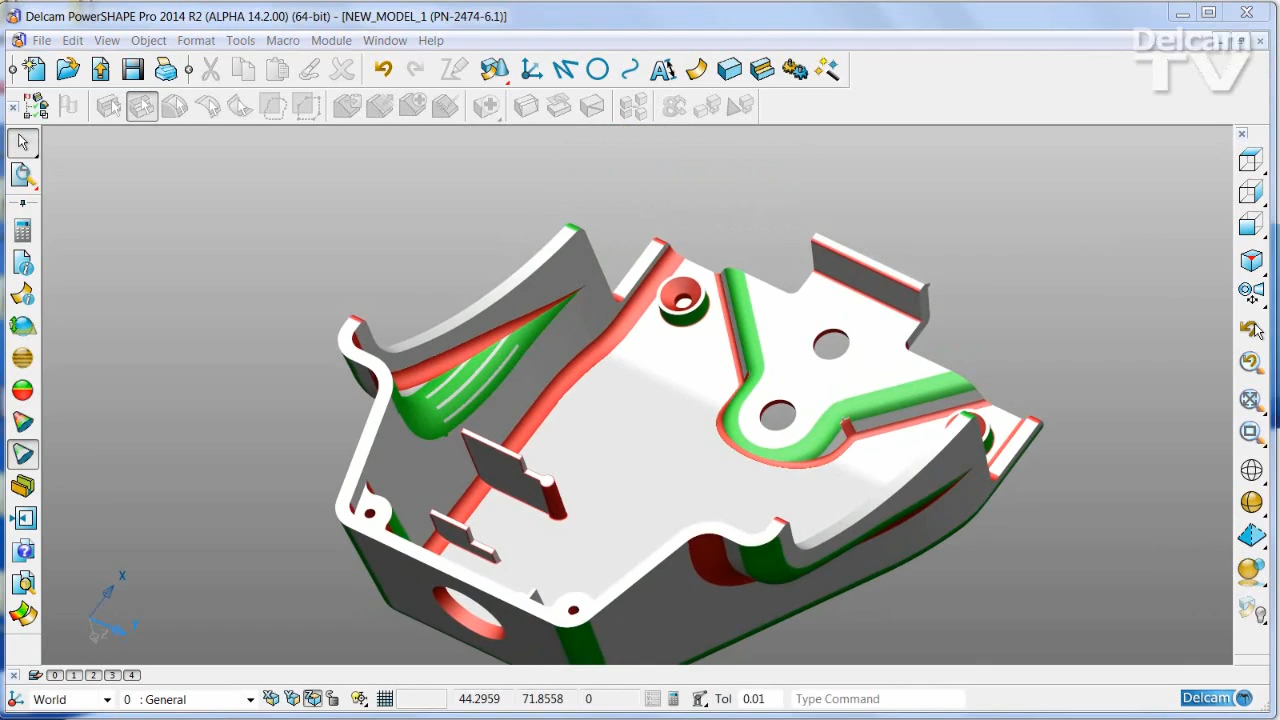 Delcam PowerSHAPE Pro 2014 R2 (ALPHA 14.2.00) (64-bit) - [NEW_MODEL_1 (INI-2474-6.1)]
File Edit View Object Format Tools Macro Module Window Help
Delcam
TV
X
Y
Z
0 1 2 3 4
World 0 : General 44.2959 71.8558 0 Tol 0.01 Type Command Delcam